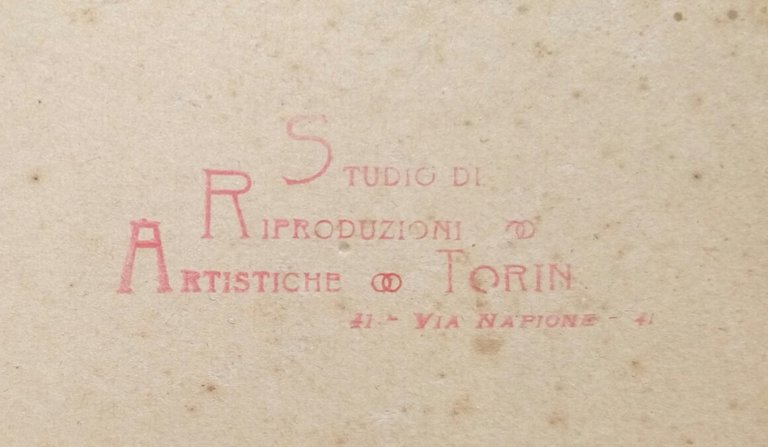 STUDIO DI
RIPRODUZIONI
ARTISTICHE TORIN
41 - VIA NAPIONE - 41